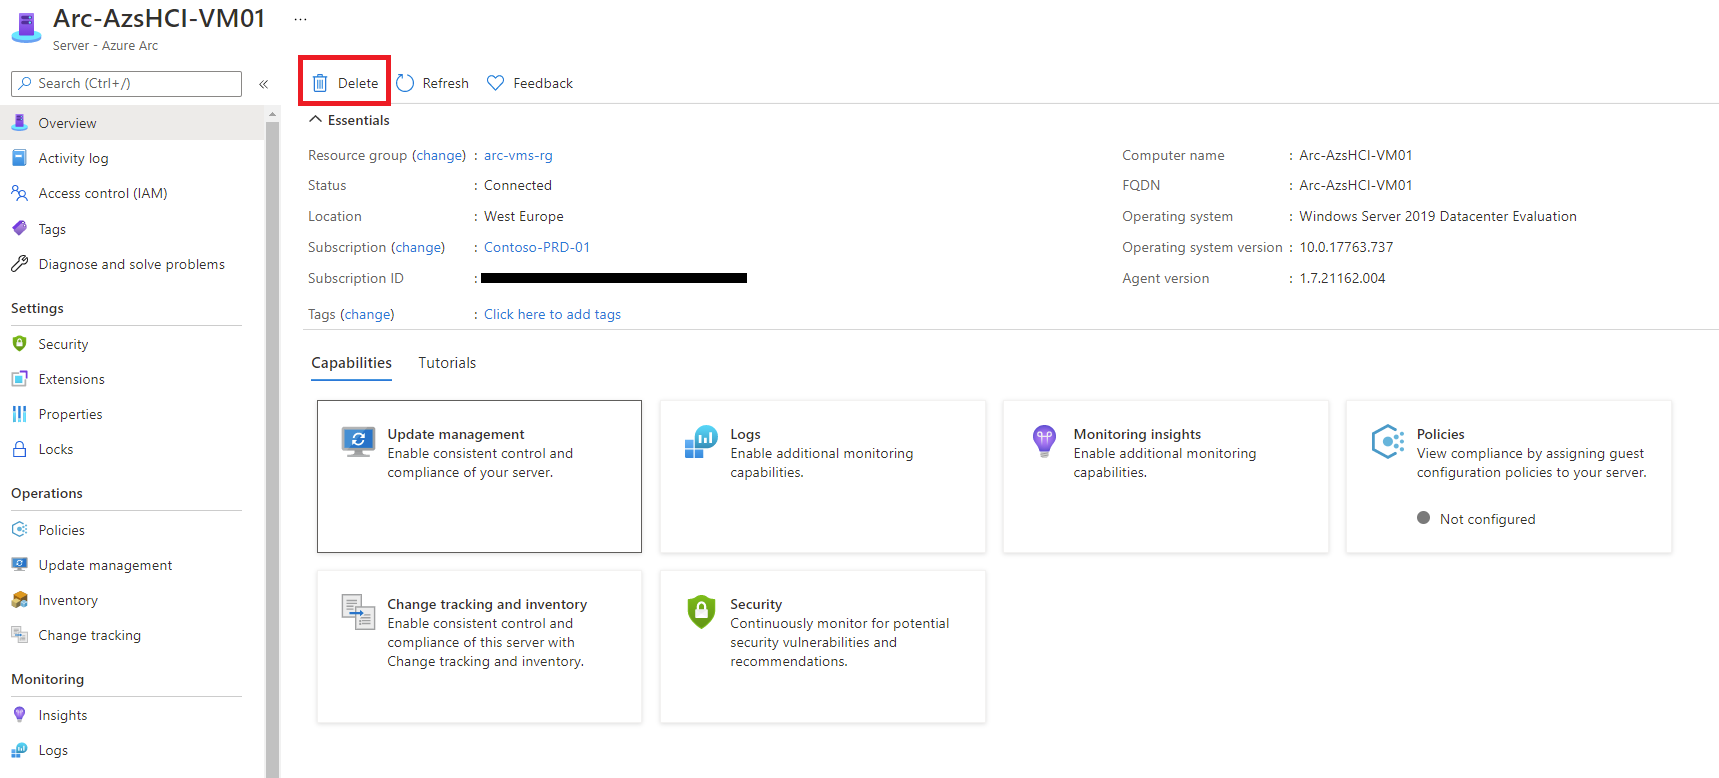 Arc-AzsHCI-VM01 ...
Server - Azure Arc
Search (Ctrl+/) «
Overview
Activity log
Access control (IAM)
Tags
Diagnose and solve problems
Settings
Security
Extensions
Properties
Locks
Operations
Policies
Update management
Inventory
Change tracking
Monitoring
Insights
Logs
Delete Refresh Feedback
Essentials
Resource group (change) : arc-vms-rg
Status : Connected
Location : West Europe
Subscription (change) : Contoso-PRD-01
Subscription ID :
Tags (change) : Click here to add tags
Computer name : Arc-AzsHCI-VM01
FQDN : Arc-AzsHCI-VM01
Operating system : Windows Server 2019 Datacenter Evaluation
Operating system version : 10.0.17763.737
Agent version : 1.7.21162.004
Capabilities Tutorials
Update management
Enable consistent control and
compliance of your server.
Logs
Enable additional monitoring
capabilities.
Monitoring insights
Enable additional monitoring
capabilities.
Policies
View compliance by assigning guest
configuration policies to your server.
Not configured
Change tracking and inventory
Enable consistent control and
compliance of this server with
Change tracking and inventory.
Security
Continuously monitor for potential
security vulnerabilities and
recommendations.